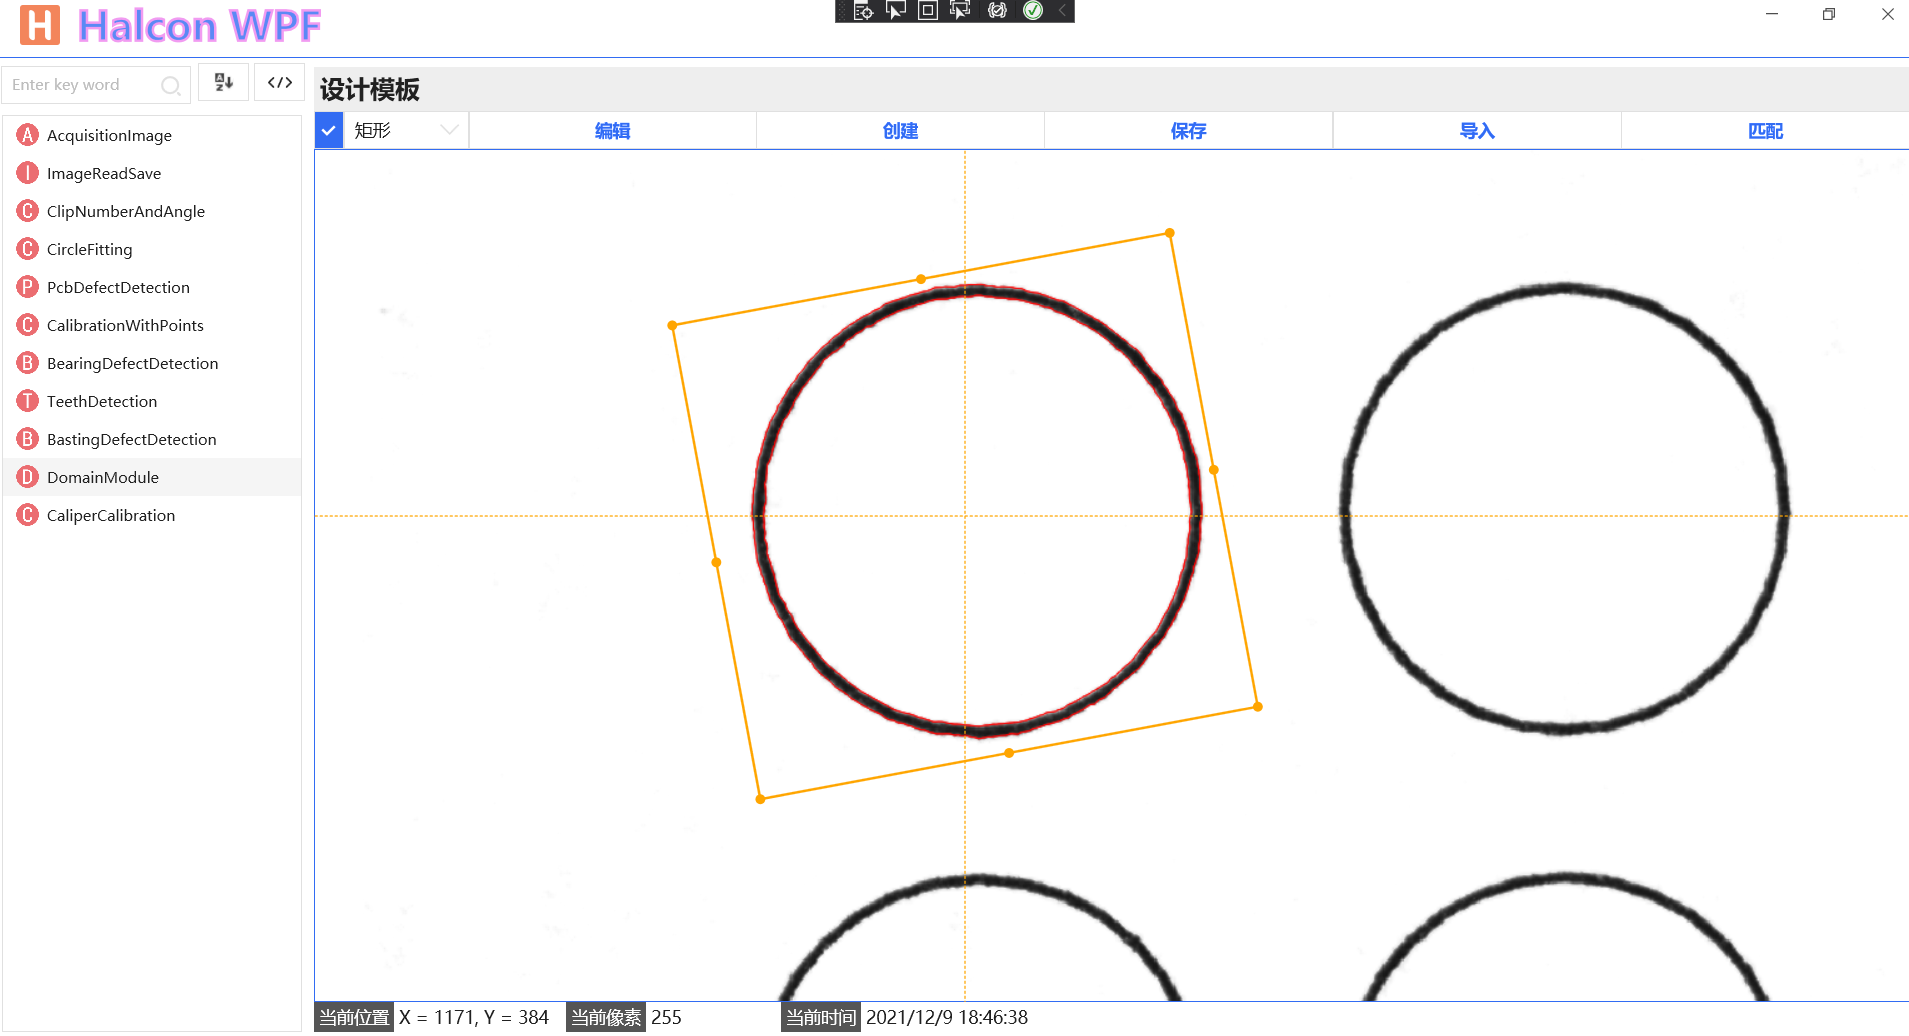 H Halcon WPF
Enter key word
A Z
</>
A AcquisitionImage
I ImageReadSave
C ClipNumberAndAngle
C CircleFitting
P PcbDefectDetection
C CalibrationWithPoints
B BearingDefectDetection
T TeethDetection
B BastingDefectDetection
D DomainModule
C CaliperCalibration
设计模板
矩形 编辑 创建 保存 导入 匹配
当前位置 X = 1171, Y = 384 当前像素 255 当前时间 2021/12/9 18:46:38